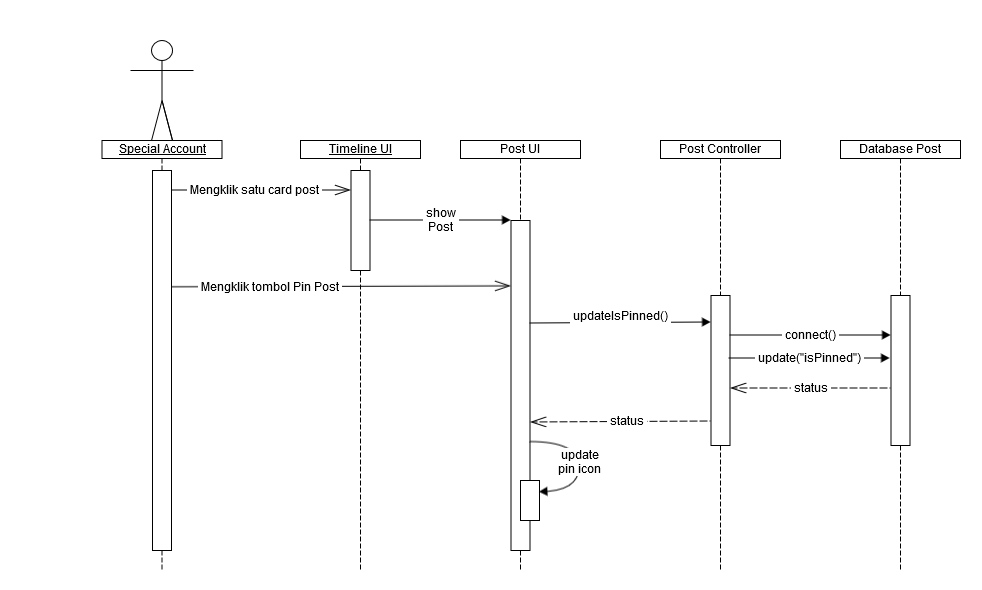 Special Account
Timeline UI
Post UI
Post Controller
Database Post
Mengklik satu card post
show
Post
Mengklik tombol Pin Post
updateIsPinned()
connect()
update("isPinned")
status
status
update
pin icon